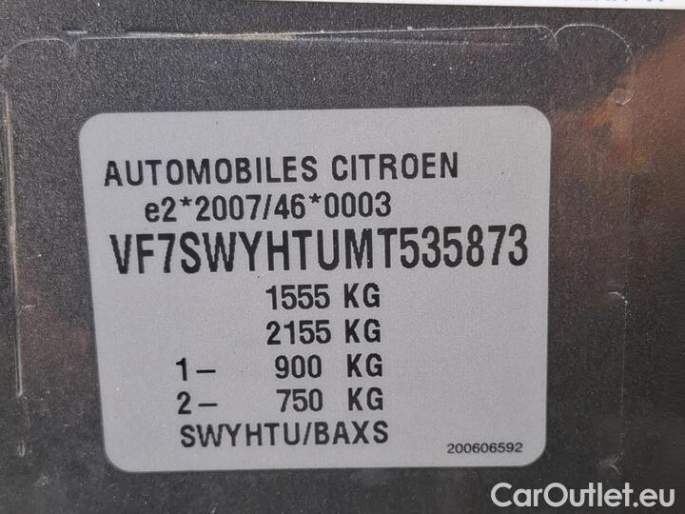 AUTOMOBILES CITROEN
e2*2007/46*0003
VF7SWYHTUMT535873
1555 KG
2155 KG
1- 900 KG
2- 750 KG
SWYHTU/BAXS
200606592
CarOutlet.eu